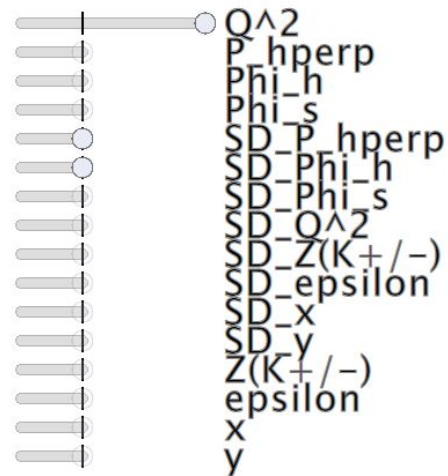 Q^2
P_hperp
Phi_h
Phi_s
SD_P_hperp
SD_Phi_h
SD_Phi_s
SD_Q^2
SD_Z(K+/-)
SD_epsilon
SD_x
SD_y
Z(K+/-)
epsilon
x
y